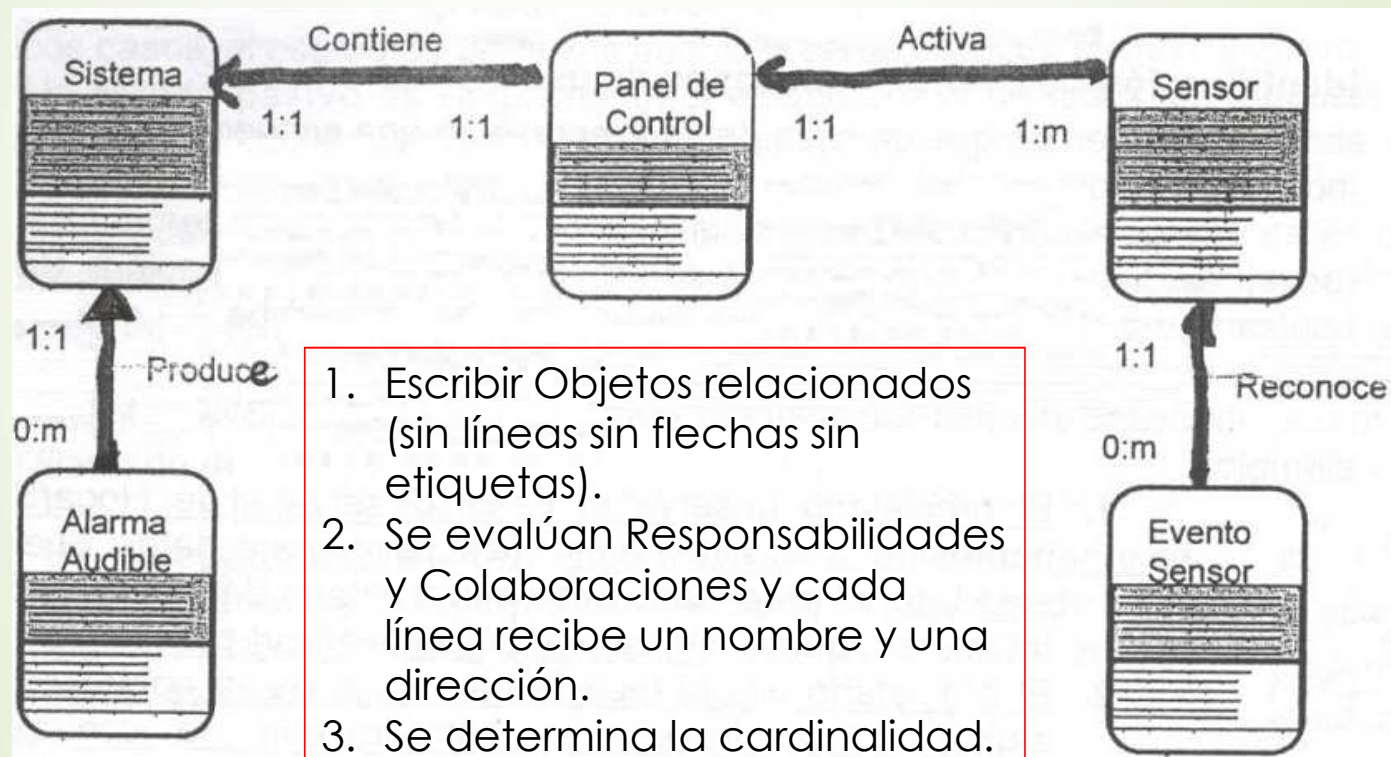 Contiene
Activa
Sistema
Panel de
Control
Sensor
1:1
1:1
1:1
1:m
1:1
Produce
0:m
1:1
Reconoce
0:m
Alarma
Audible
Evento
Sensor
1. Escribir Objetos relacionados
(sin líneas sin flechas sin
etiquetas).
2. Se evalúan Responsabilidades
y Colaboraciones y cada
línea recibe un nombre y una
dirección.
3. Se determina la cardinalidad.